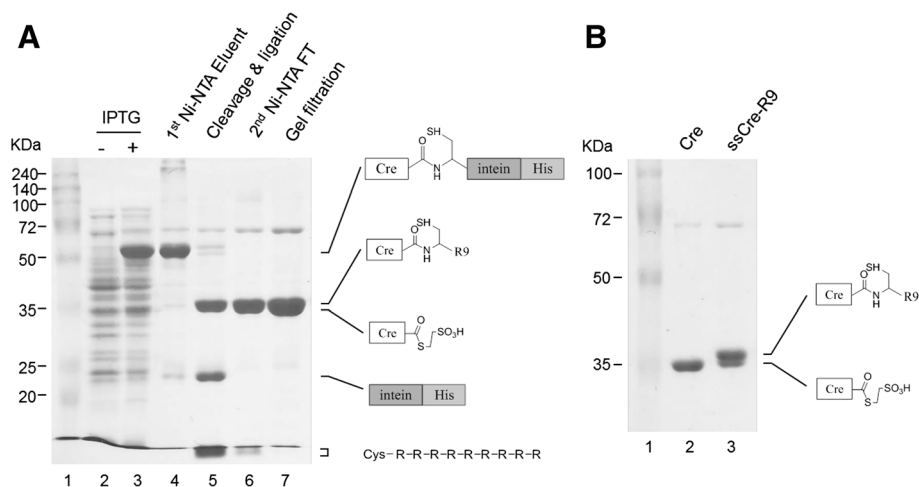 A
IPTG
- +
1st Ni-NTA Eluent
Cleavage & ligation
2nd Ni-NTA FT
Gel filtration
KDa
240
140
100
72
50
35
25
20
1 2 3 4 5 6 7
SH
O
Cre
N
H
intein His
SH
O
Cre
N
H
R9
O
Cre
S
SO3H
intein His
Cys-R-R-R-R-R-R-R-R-R
B
Cre
ssCre-R9
KDa
100
72
50
35
1 2 3
SH
O
Cre
N
H
R9
O
Cre
S
SO3H